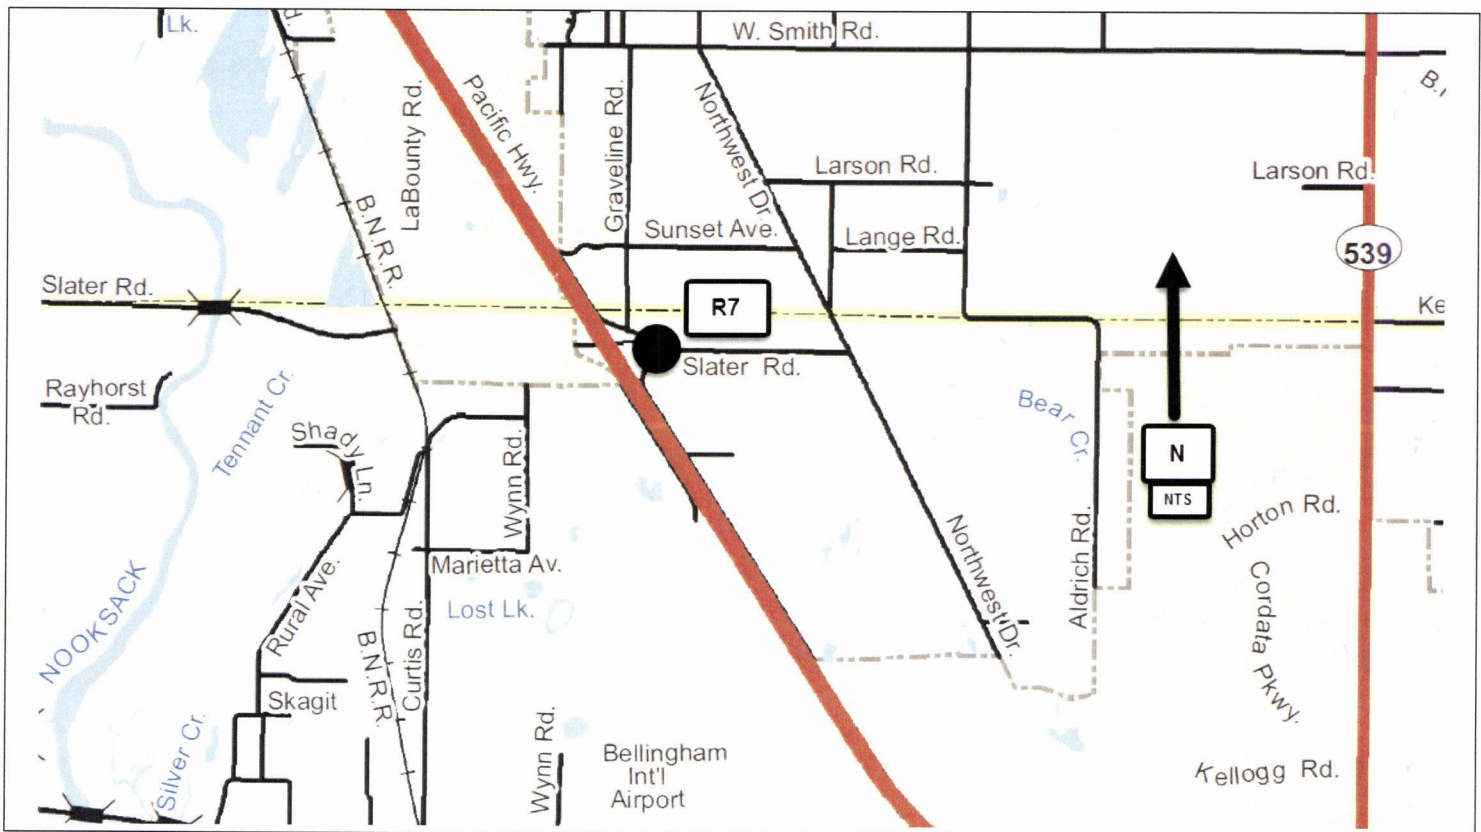 Lk.
d.
W. Smith Rd.
Pacific Hwy.
LaBounty Rd.
Graveline Rd.
Northwest Dr.
Larson Rd.
Larson Rd.
B.N.R.R.
Sunset Ave.
Lange Rd.
539
Slater Rd.
R7
Ke
Slater Rd.
Rayhorst
Rd.
Tennant Cr.
Bear Cr.
Shady Ln.
Wynn Rd.
N
NTS
Horton Rd.
Northwest Dr.
Aldrich Rd.
Marietta Av.
Lost Lk.
NOOKSACK
Rural Ave.
B.N.R.R.
Curtis Rd.
Cordata Pkwy.
Skagit
Silver Cr.
Wynn Rd.
Bellingham
Int'l
Airport
Kellogg Rd.